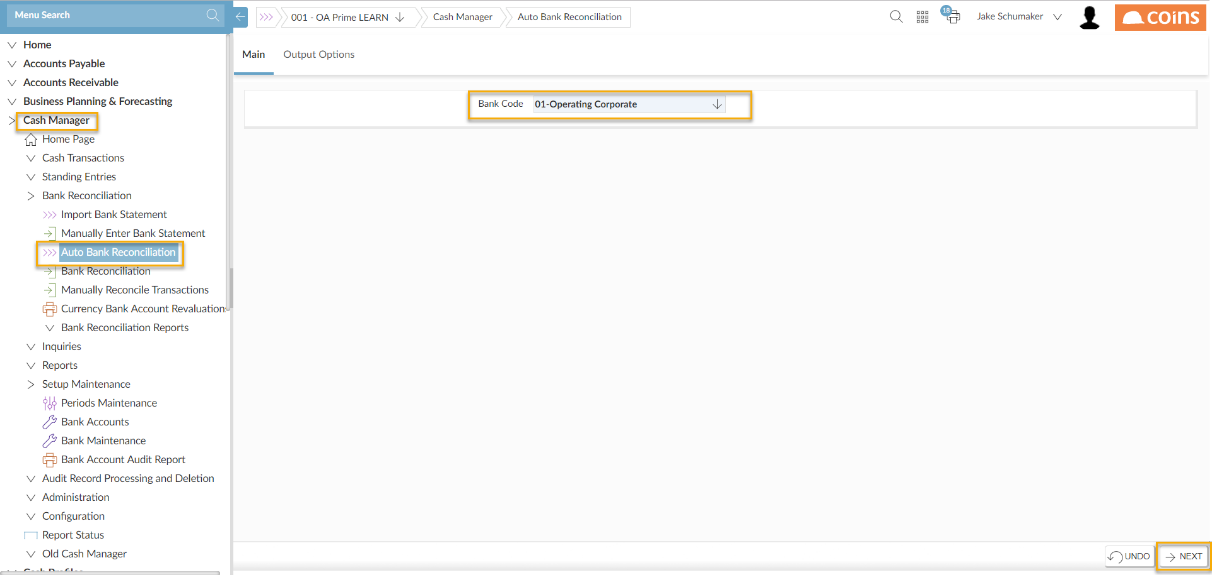 Menu Search
001 - OA Prime LEARN
Cash Manager
Auto Bank Reconciliation
18
Jake Schumaker
coins
Home
Accounts Payable
Accounts Receivable
Business Planning & Forecasting
Cash Manager
Home Page
Cash Transactions
Standing Entries
Bank Reconciliation
Import Bank Statement
Manually Enter Bank Statement
Auto Bank Reconciliation
Bank Reconciliation
Manually Reconcile Transactions
Currency Bank Account Revaluation
Bank Reconciliation Reports
Inquiries
Reports
Setup Maintenance
Periods Maintenance
Bank Accounts
Bank Maintenance
Bank Account Audit Report
Audit Record Processing and Deletion
Administration
Configuration
Report Status
Old Cash Manager
Main
Output Options
Bank Code 01-Operating Corporate
UNDO
NEXT